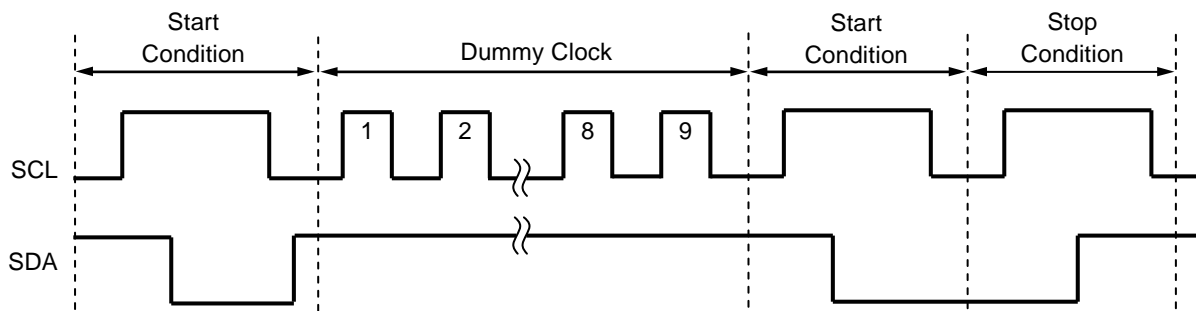 Start
Condition
Dummy Clock
Start
Condition
Stop
Condition
SCL
1
2
8
9
SDA